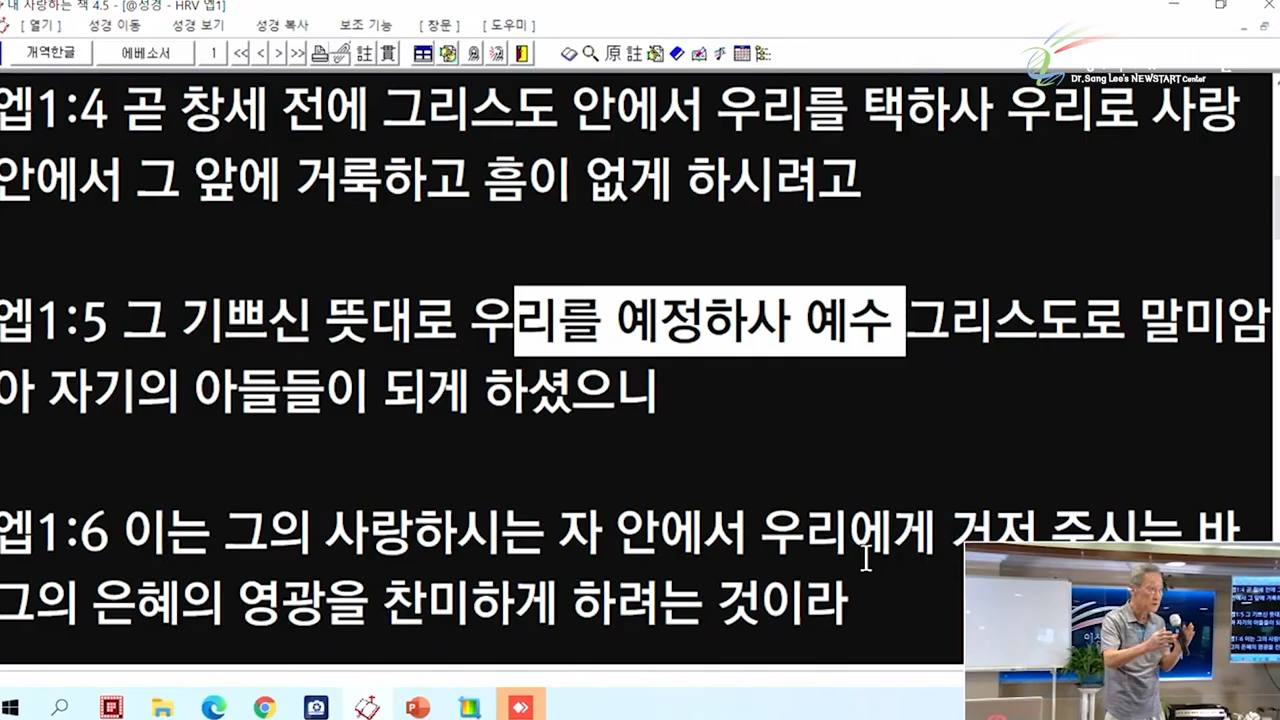 내 사랑하는 책 4.5 - [@성경 - HRV 엡1]
[ 열기 ] 성경 이동 성경 보기 성경 복사 보조 기능 [ 창문 ] [ 도우미 ]
개역한글 에베소서 1 << < > >> 註 貫 原 註
Dr.Sang Lee's NEWSTART Center
엡1:4 곧 창세 전에 그리스도 안에서 우리를 택하사 우리로 사랑
안에서 그 앞에 거룩하고 흠이 없게 하시려고
엡1:5 그 기쁘신 뜻대로 우리를 예정하사 예수 그리스도로 말미암
아 자기의 아들들이 되게 하셨으니
엡1:6 이는 그의 사랑하시는 자 안에서 우리에게 거저 주시는 바
그의 은혜의 영광을 찬미하게 하려는 것이라